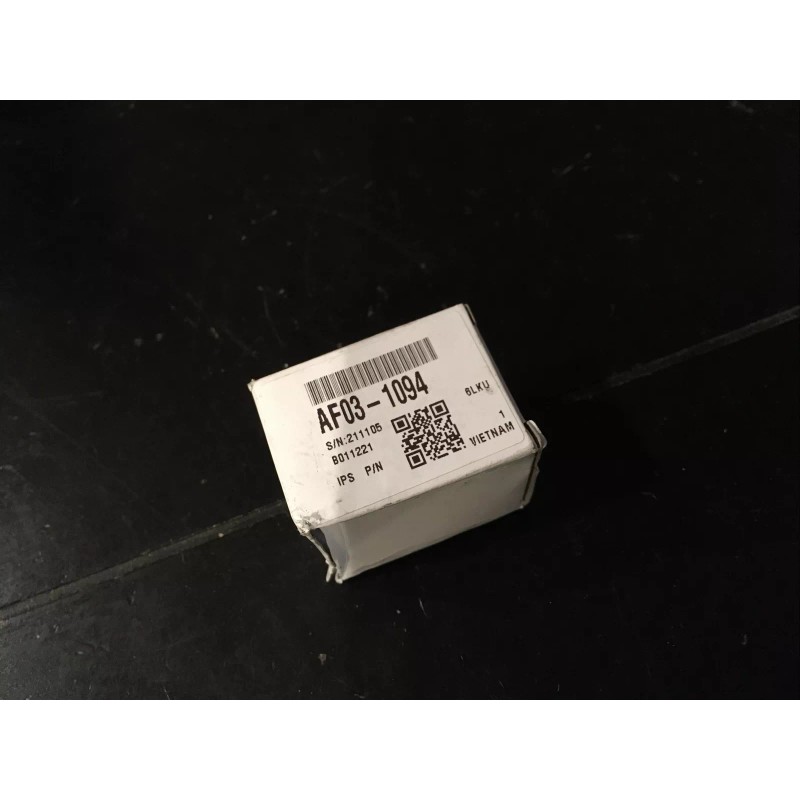 AF03-1094
6LKU
S/N:211105
B011221
1
IPS P/N
VIETNAM